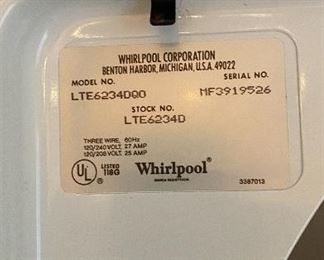 WHIRLPOOL CORPORATION
BENTON HARBOR, MICHIGAN, U.S.A. 49022
MODEL NO. SERIAL NO.
LTE6234DQ0 MF3919526
STOCK NO.
LTE6234D
THREE WIRE, 60Hz
120/240 VOLT, 27 AMP
120/208 VOLT, 25 AMP
UL LISTED
118G
Whirlpool®
3387013